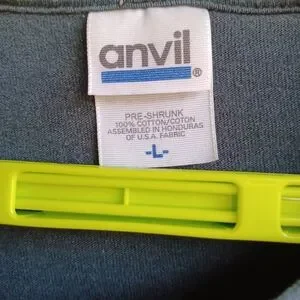 anvil®
PRE-SHRUNK
100% COTTON/COTON
ASSEMBLED IN HONDURAS
OF U.S.A. FABRIC
-L-